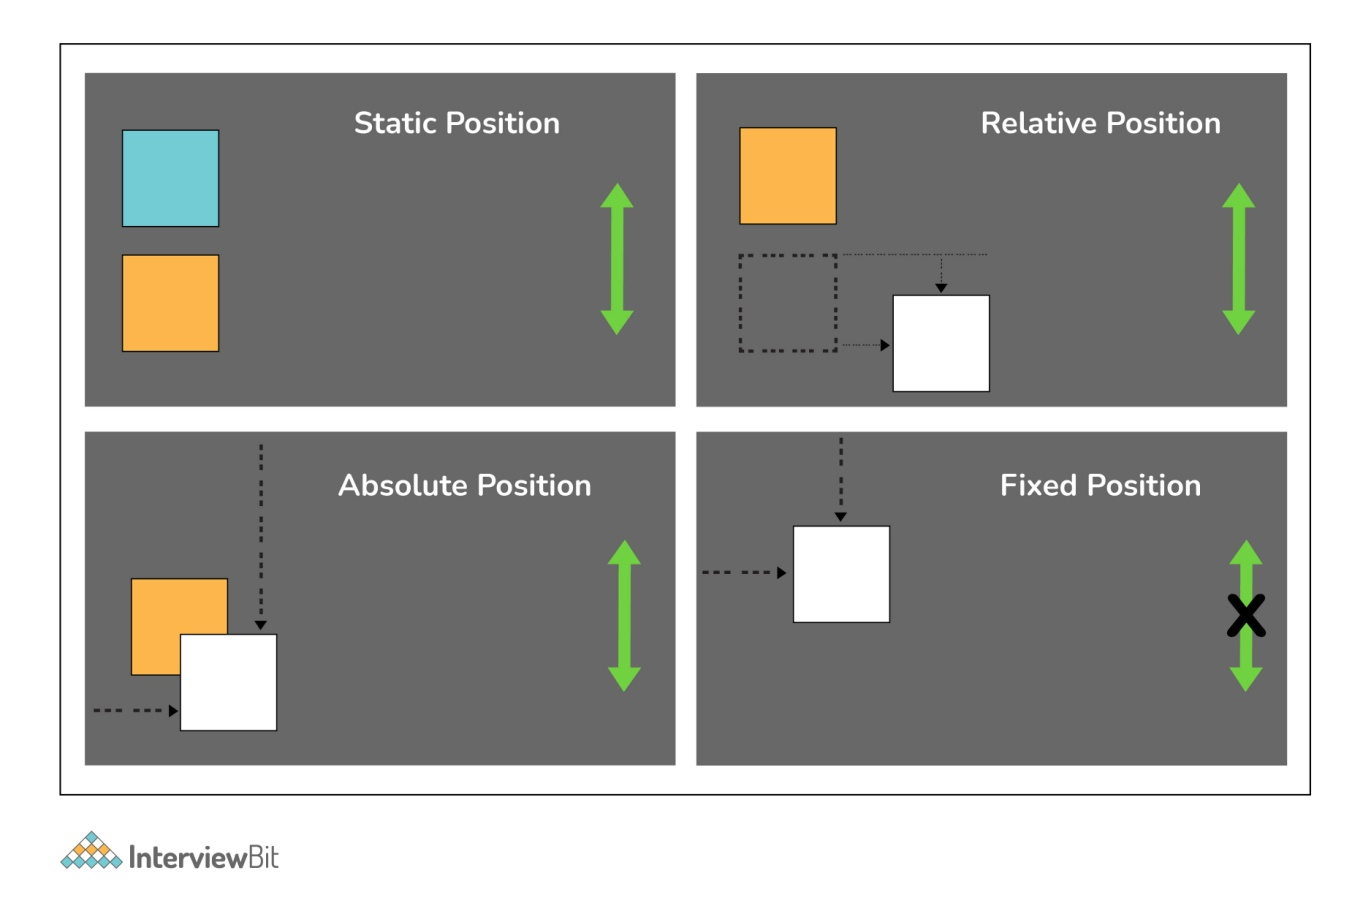 Static Position
Relative Position
Absolute Position
Fixed Position
InterviewBit